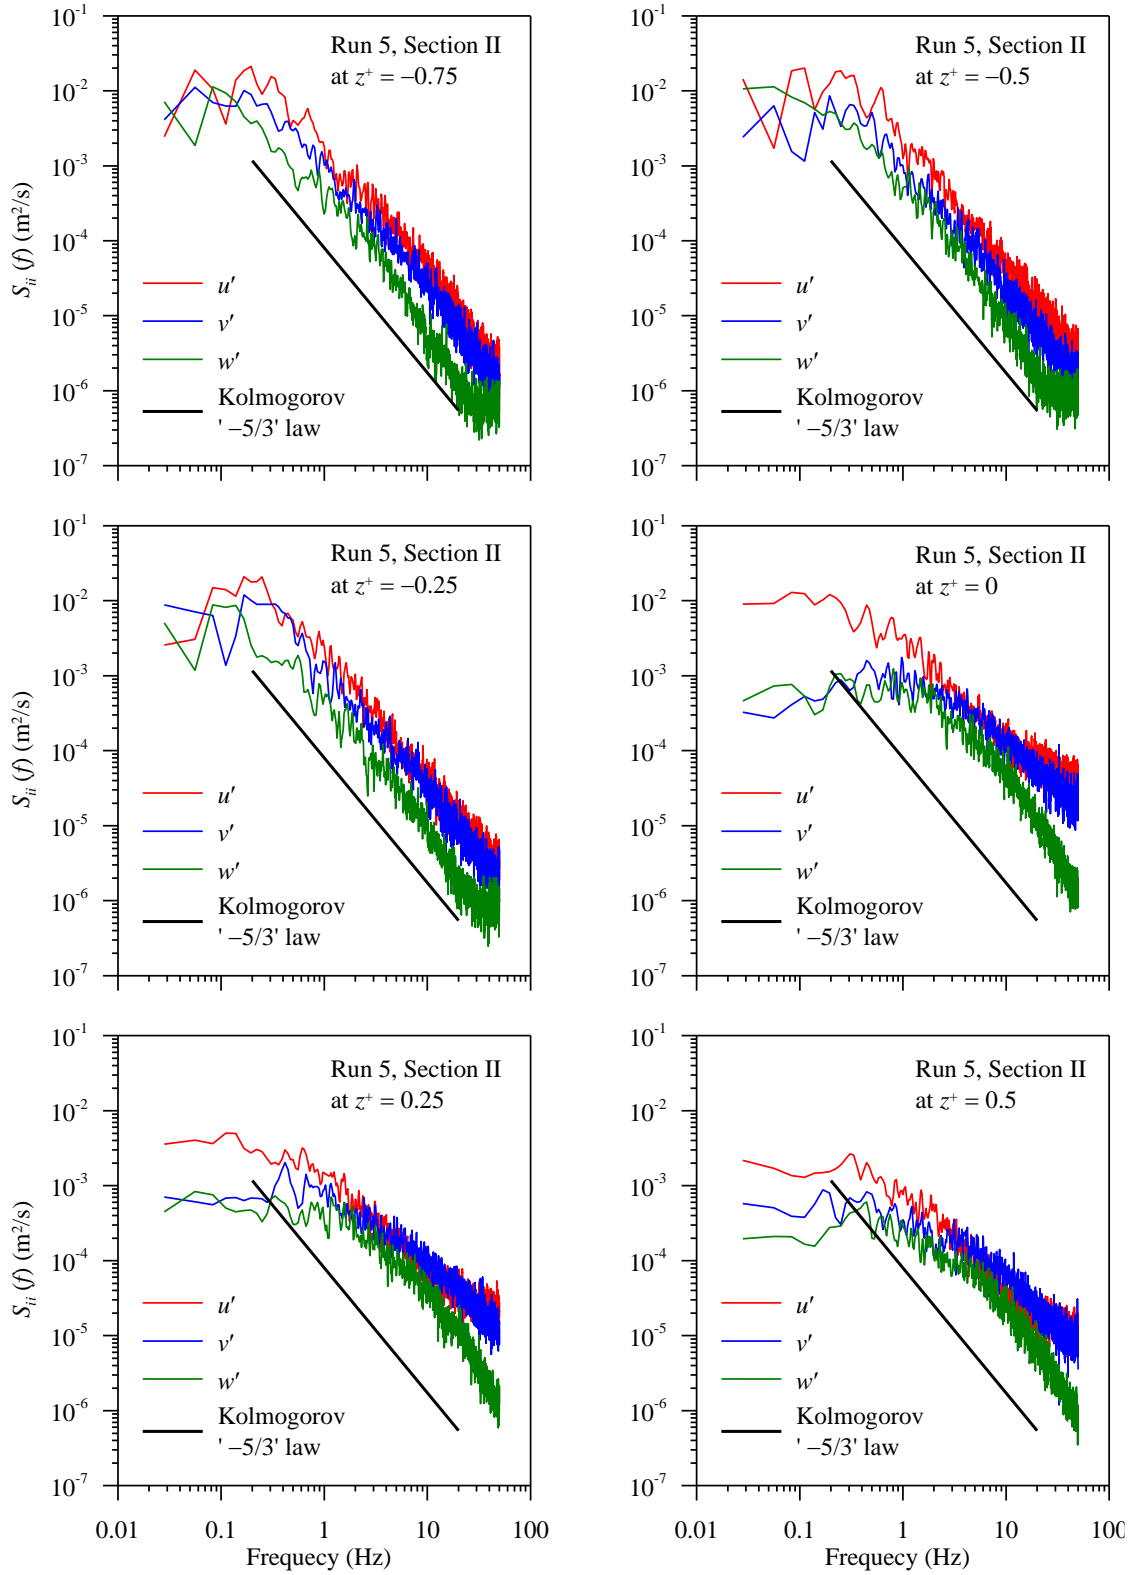 10-1
10-2
10-3
10-4
10-5
10-6
10-7
Sii (f) (m2/s)
Run 5, Section II
at z+ = −0.75
u'
v'
w'
Kolmogorov
' −5/3' law
10-1
10-2
10-3
10-4
10-5
10-6
10-7
Run 5, Section II
at z+ = −0.5
u'
v'
w'
Kolmogorov
' −5/3' law
10-1
10-2
10-3
10-4
10-5
10-6
10-7
Sii (f) (m2/s)
Run 5, Section II
at z+ = −0.25
u'
v'
w'
Kolmogorov
' −5/3' law
10-1
10-2
10-3
10-4
10-5
10-6
10-7
Run 5, Section II
at z+ = 0
u'
v'
w'
Kolmogorov
' −5/3' law
10-1
10-2
10-3
10-4
10-5
10-6
10-7
Sii (f) (m2/s)
Run 5, Section II
at z+ = 0.25
u'
v'
w'
Kolmogorov
' −5/3' law
0.01 0.1 1 10 100
Frequecy (Hz)
10-1
10-2
10-3
10-4
10-5
10-6
10-7
Run 5, Section II
at z+ = 0.5
u'
v'
w'
Kolmogorov
' −5/3' law
0.01 0.1 1 10 100
Frequecy (Hz)